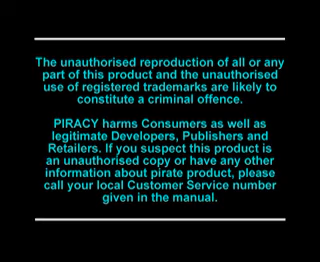 The unauthorised reproduction of all or any
part of this product and the unauthorised
use of registered trademarks are likely to
constitute a criminal offence.
PIRACY harms Consumers as well as
legitimate Developers, Publishers and
Retailers. If you suspect this product is
an unauthorised copy or have any other
information about pirate product, please
call your local Customer Service number
given in the manual.